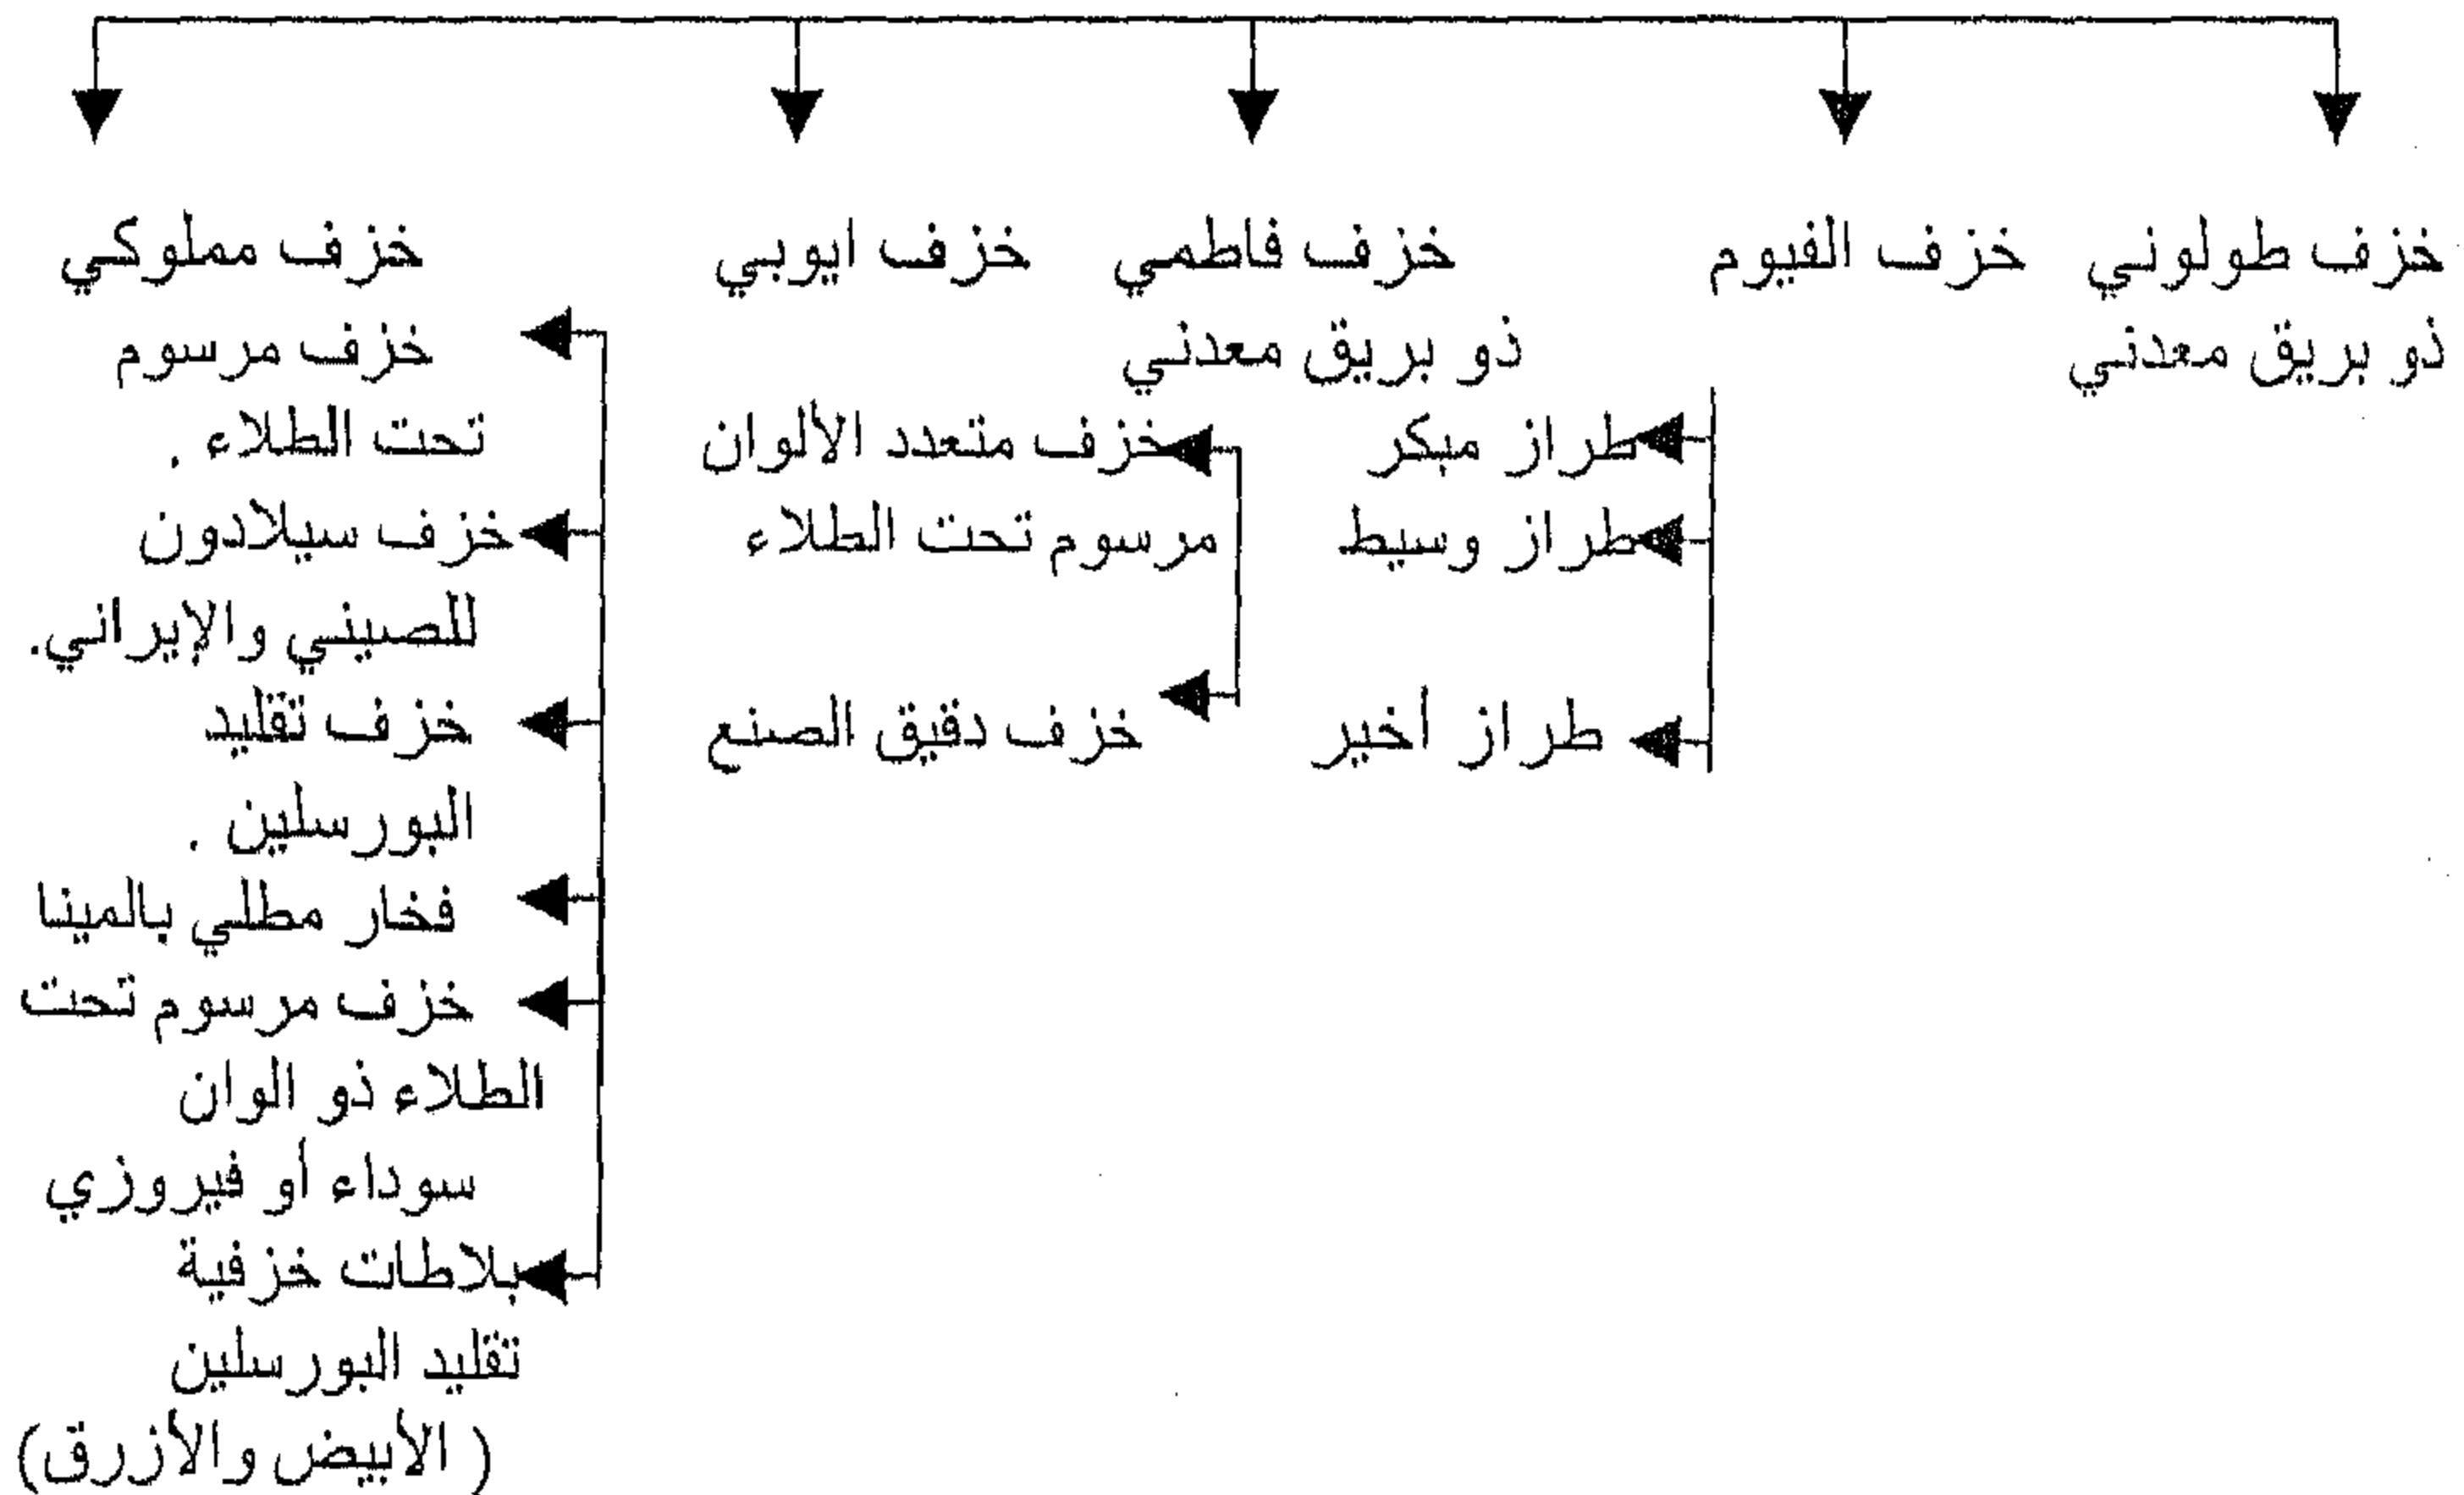 خزف طولوني
ذو بريق معدني
خزف الفيوم
خزف فاطمي
ذو بريق معدني
طراز مبكر
طراز وسيط
طراز أخير
خزف ايوبي
خزف متعدد الألوان
مرسوم تحت الطلاء
خزف دقيق الصنع
خزف مملوكي
خزف مرسوم
تحت الطلاء .
خزف سيلادون
للصيني والإيراني.
خزف تقليد
البورسلين .
فخار مطلي بالمينا
خزف مرسوم تحت
الطلاء ذو الوان
سوداء أو فيروزي
بلاطات خزفية
تقليد البورسلين
( الأبيض والأزرق)